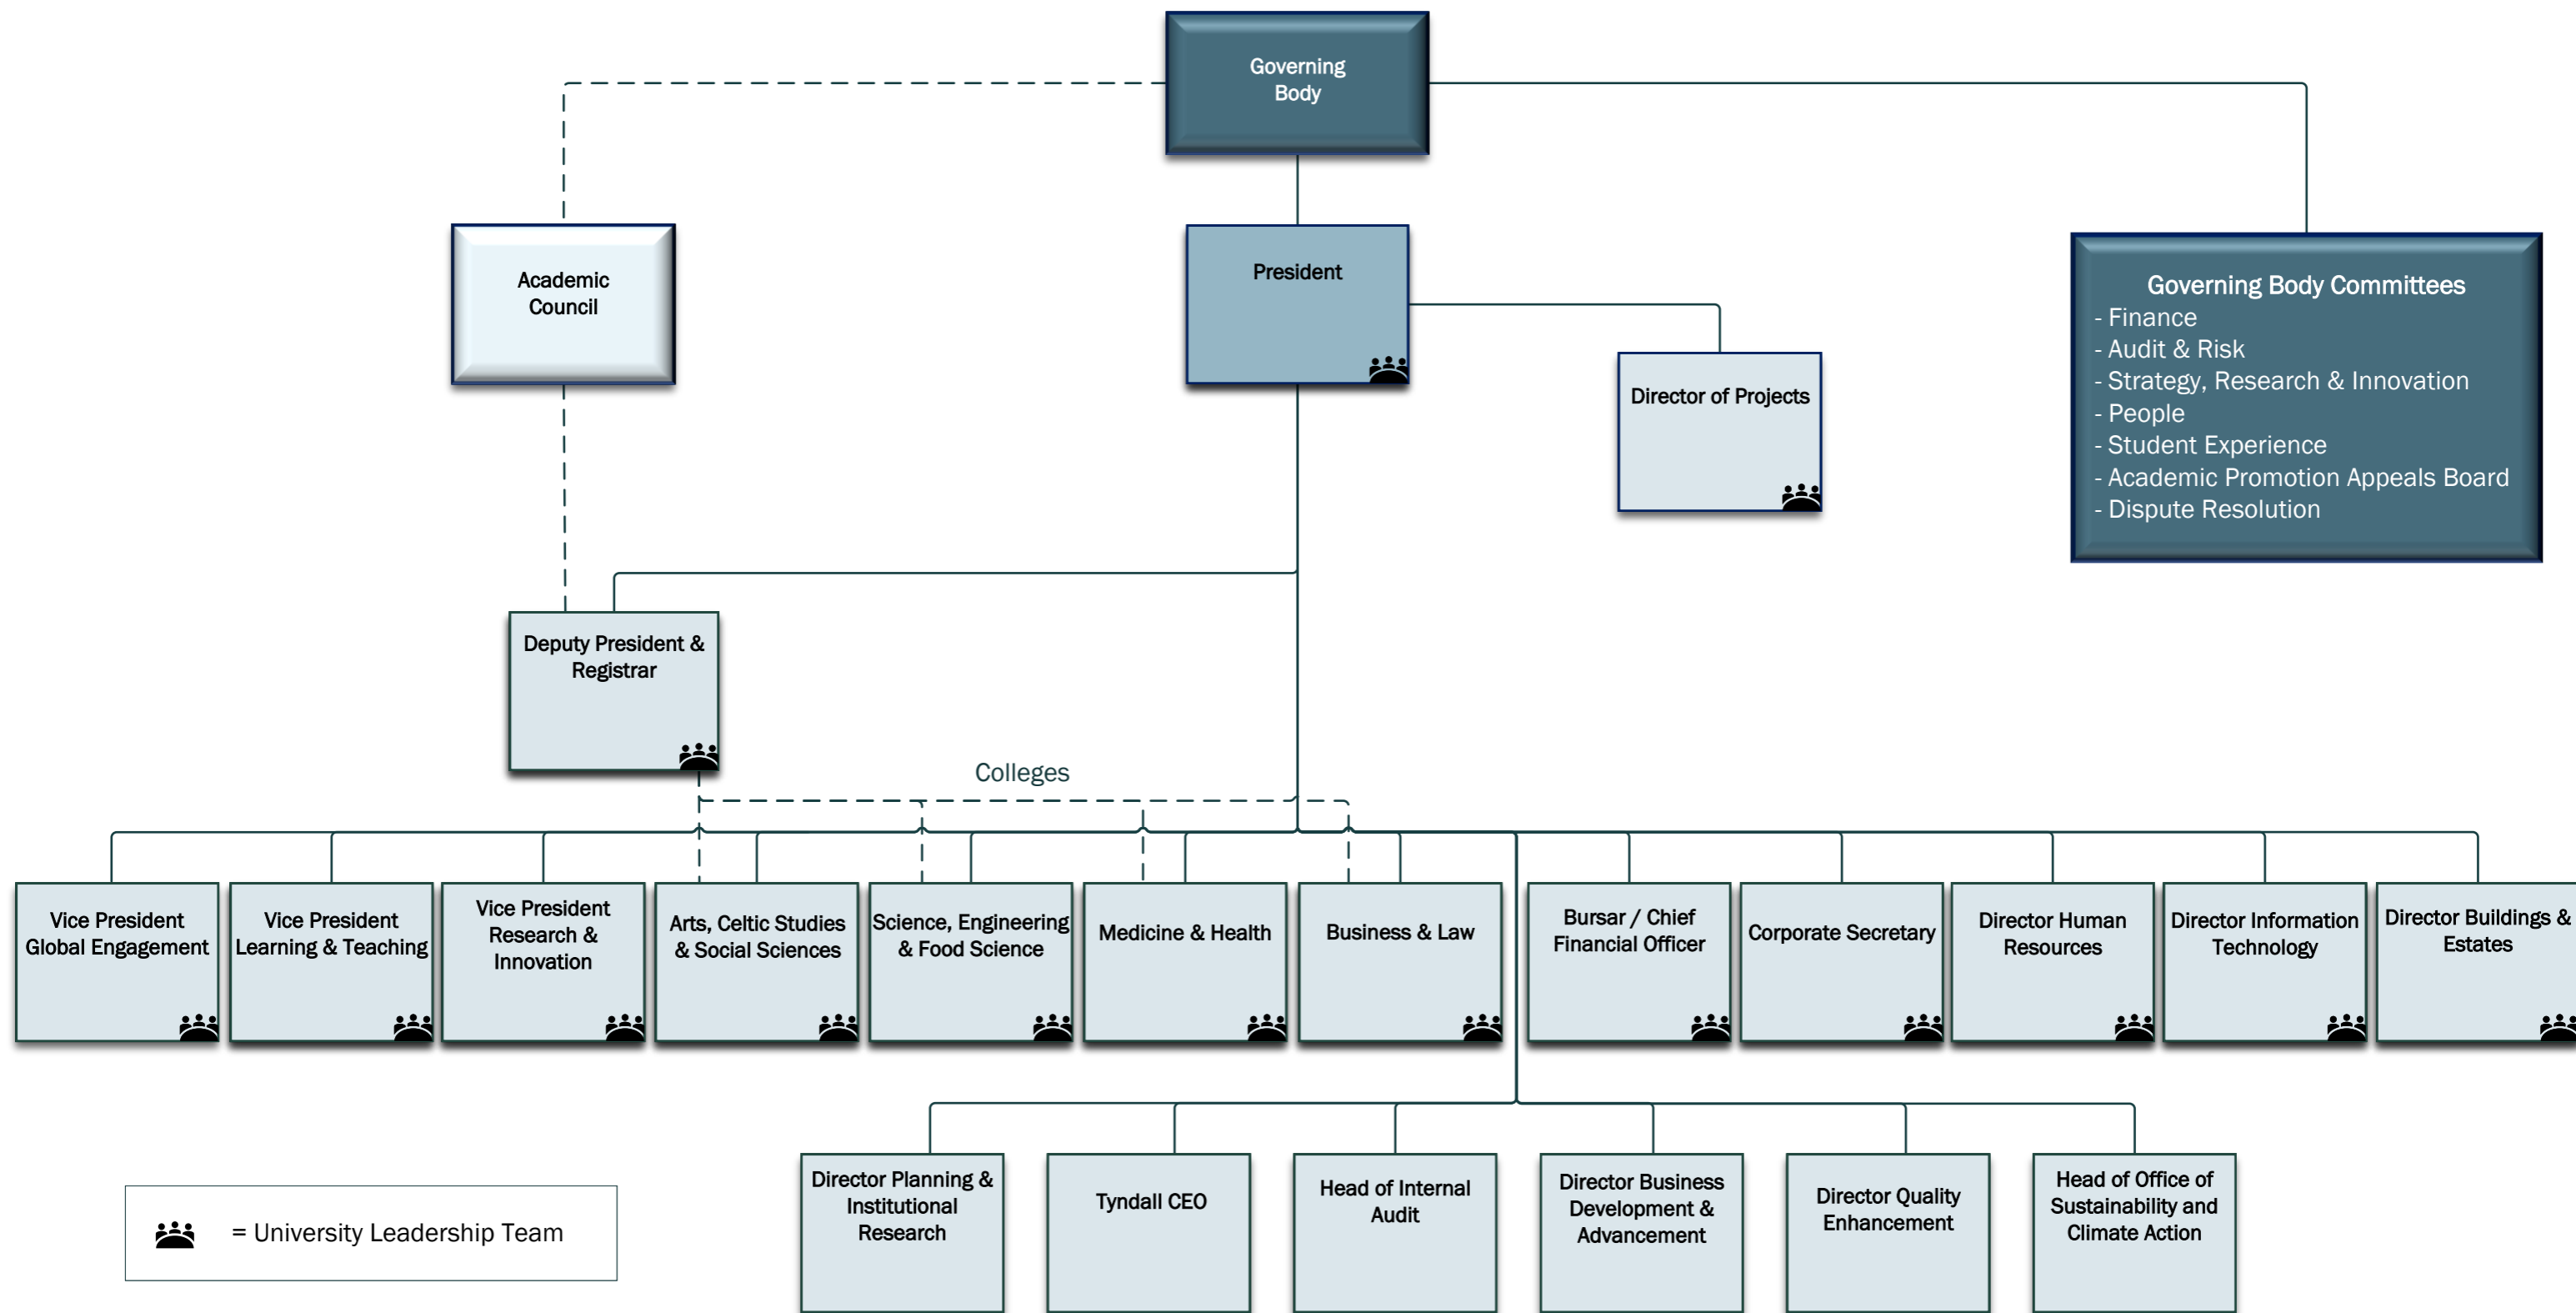 Governing
Body
Academic
Council
President
Director of Projects
Governing Body Committees
- Finance
- Audit & Risk
- Strategy, Research & Innovation
- People
- Student Experience
- Academic Promotion Appeals Board
- Dispute Resolution
Deputy President &
Registrar
Colleges
Vice President
Global Engagement
Vice President
Learning & Teaching
Vice President
Research &
Innovation
Arts, Celtic Studies
& Social Sciences
Science, Engineering
& Food Science
Medicine & Health
Business & Law
Bursar / Chief
Financial Officer
Corporate Secretary
Director Human
Resources
Director Information
Technology
Director Buildings &
Estates
Director Planning &
Institutional
Research
Tyndall CEO
Head of Internal
Audit
Director Business
Development &
Advancement
Director Quality
Enhancement
Head of Office of
Sustainability and
Climate Action
= University Leadership Team